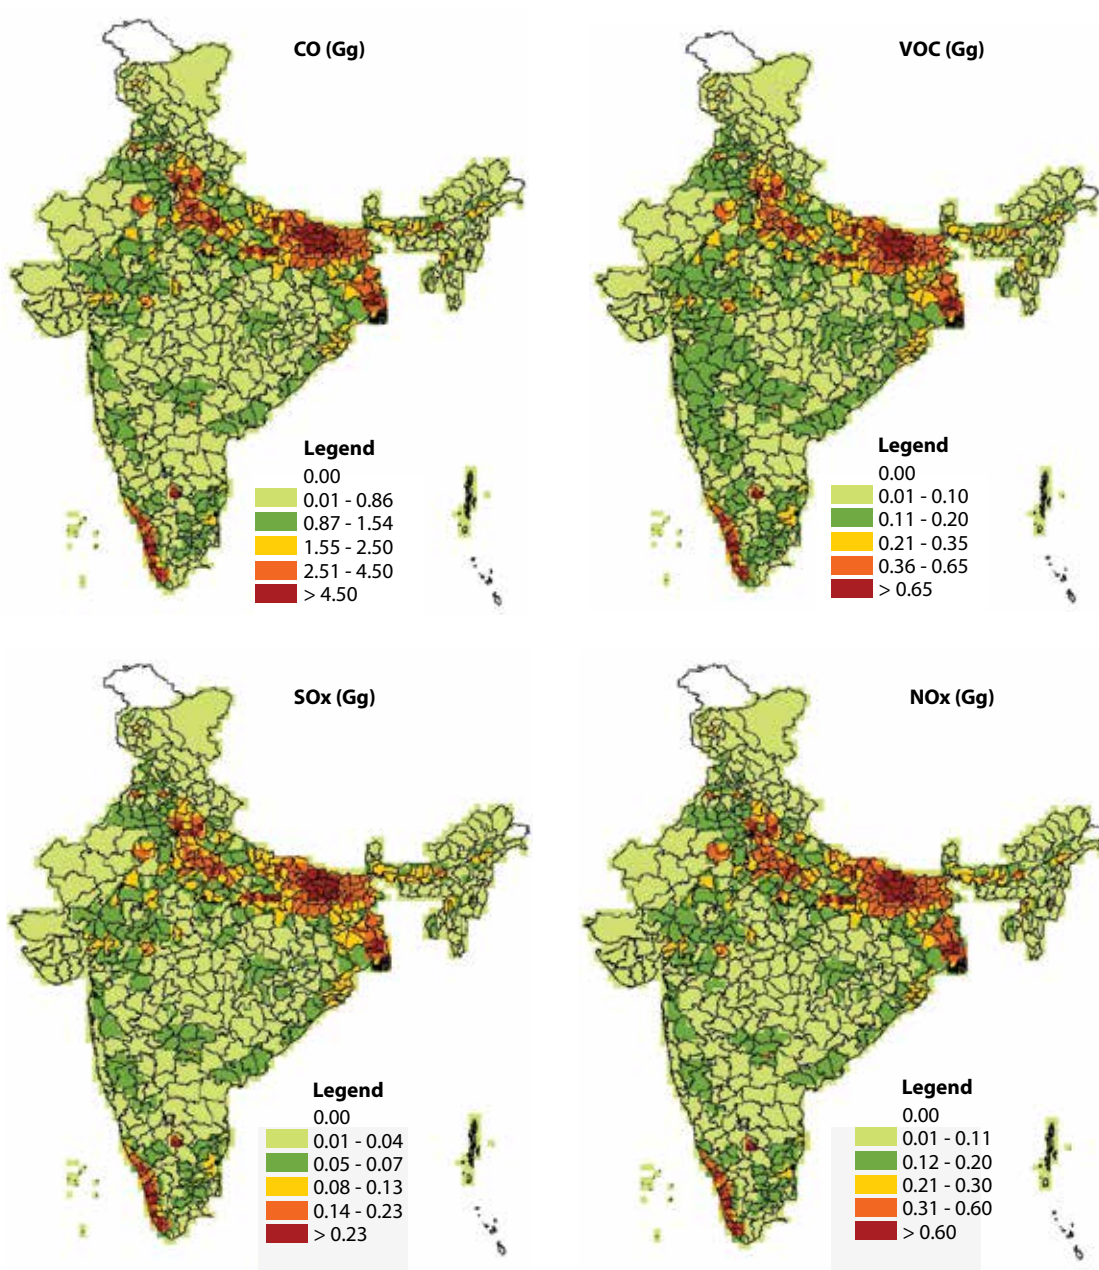 CO (Gg)
Legend
0.00
0.01 - 0.86
0.87 - 1.54
1.55 - 2.50
2.51 - 4.50
> 4.50
VOC (Gg)
Legend
0.00
0.01 - 0.10
0.11 - 0.20
0.21 - 0.35
0.36 - 0.65
> 0.65
SOx (Gg)
Legend
0.00
0.01 - 0.04
0.05 - 0.07
0.08 - 0.13
0.14 - 0.23
> 0.23
NOx (Gg)
Legend
0.00
0.01 - 0.11
0.12 - 0.20
0.21 - 0.30
0.31 - 0.60
> 0.60